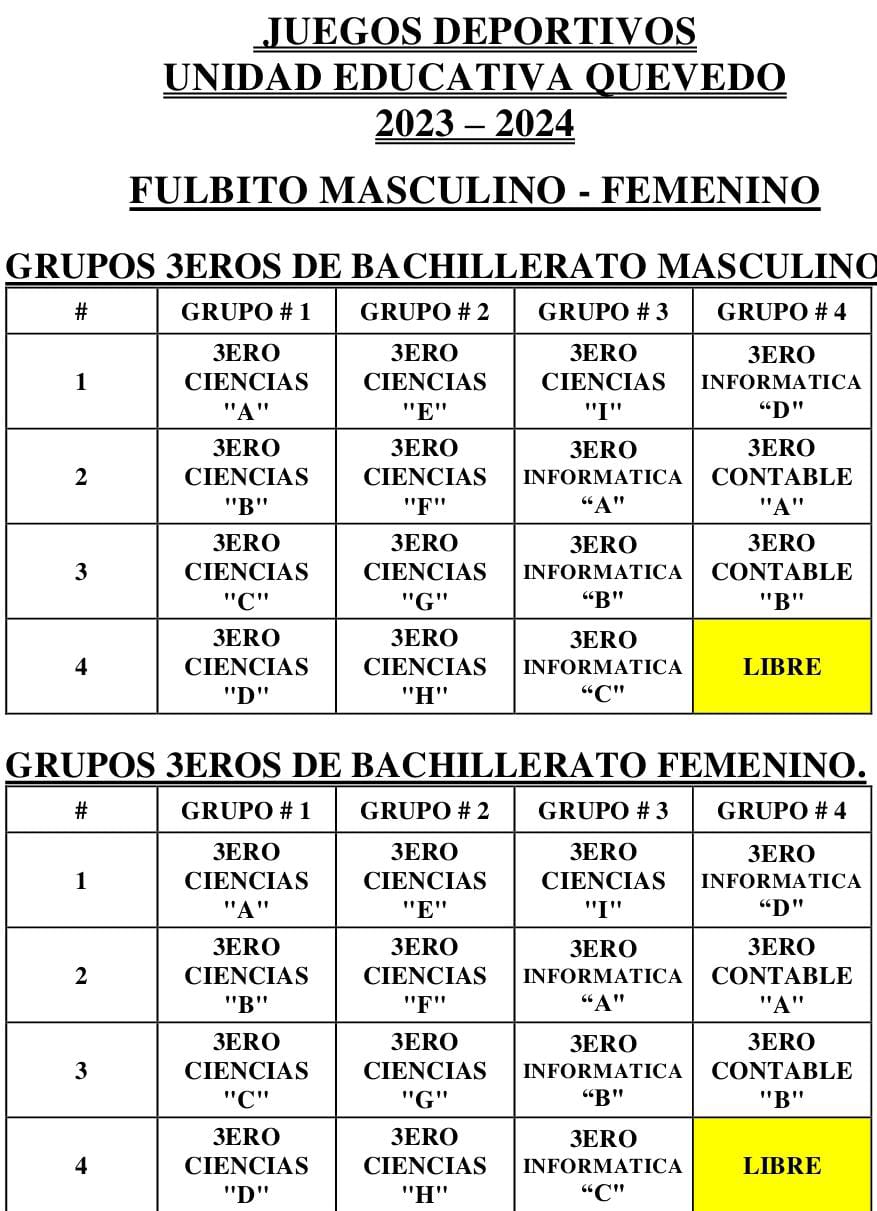 JUEGOS DEPORTIVOS
UNIDAD EDUCATIVA QUEVEDO
2023 – 2024
FULBITO MASCULINO - FEMENINO
GRUPOS 3EROS DE BACHILLERATO MASCULINO
# GRUPO # 1 GRUPO # 2 GRUPO # 3 GRUPO # 4
1
3ERO
CIENCIAS
"A"
3ERO
CIENCIAS
"E"
3ERO
CIENCIAS
"I"
3ERO
INFORMATICA
“D"
2
3ERO
CIENCIAS
"B"
3ERO
CIENCIAS
"F"
3ERO
INFORMATICA
“A"
3ERO
CONTABLE
"A"
3
3ERO
CIENCIAS
"C"
3ERO
CIENCIAS
"G"
3ERO
INFORMATICA
“B"
3ERO
CONTABLE
"B"
4
3ERO
CIENCIAS
"D"
3ERO
CIENCIAS
"H"
3ERO
INFORMATICA
“C"
LIBRE
GRUPOS 3EROS DE BACHILLERATO FEMENINO.
# GRUPO # 1 GRUPO # 2 GRUPO # 3 GRUPO # 4
1
3ERO
CIENCIAS
"A"
3ERO
CIENCIAS
"E"
3ERO
CIENCIAS
"I"
3ERO
INFORMATICA
“D"
2
3ERO
CIENCIAS
"B"
3ERO
CIENCIAS
"F"
3ERO
INFORMATICA
“A"
3ERO
CONTABLE
"A"
3
3ERO
CIENCIAS
"C"
3ERO
CIENCIAS
"G"
3ERO
INFORMATICA
“B"
3ERO
CONTABLE
"B"
4
3ERO
CIENCIAS
"D"
3ERO
CIENCIAS
"H"
3ERO
INFORMATICA
“C"
LIBRE